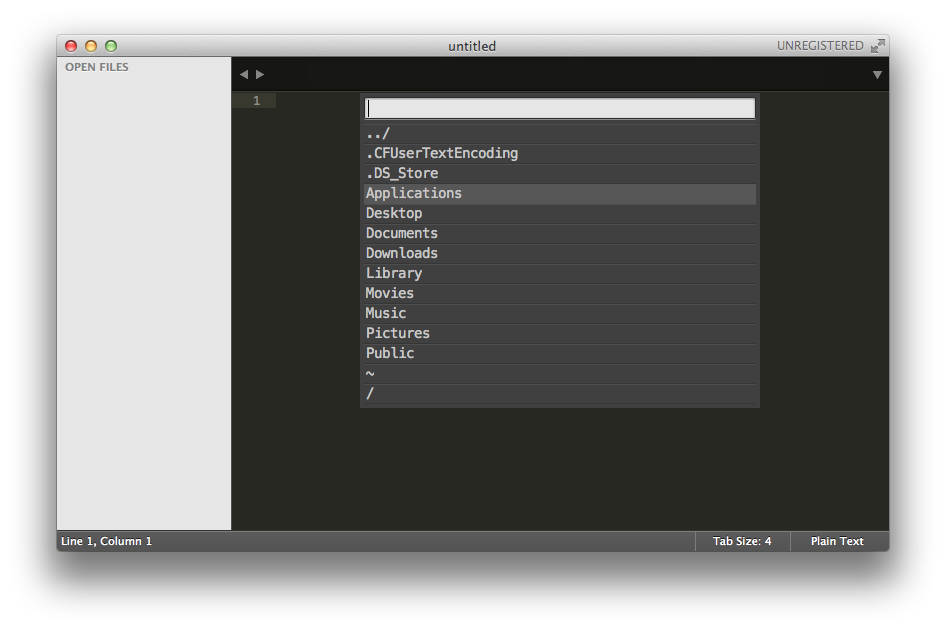 untitled
UNREGISTERED
OPEN FILES
1
../
.CFUserTextEncoding
.DS_Store
Applications
Desktop
Documents
Downloads
Library
Movies
Music
Pictures
Public
~
/
Line 1, Column 1
Tab Size: 4
Plain Text